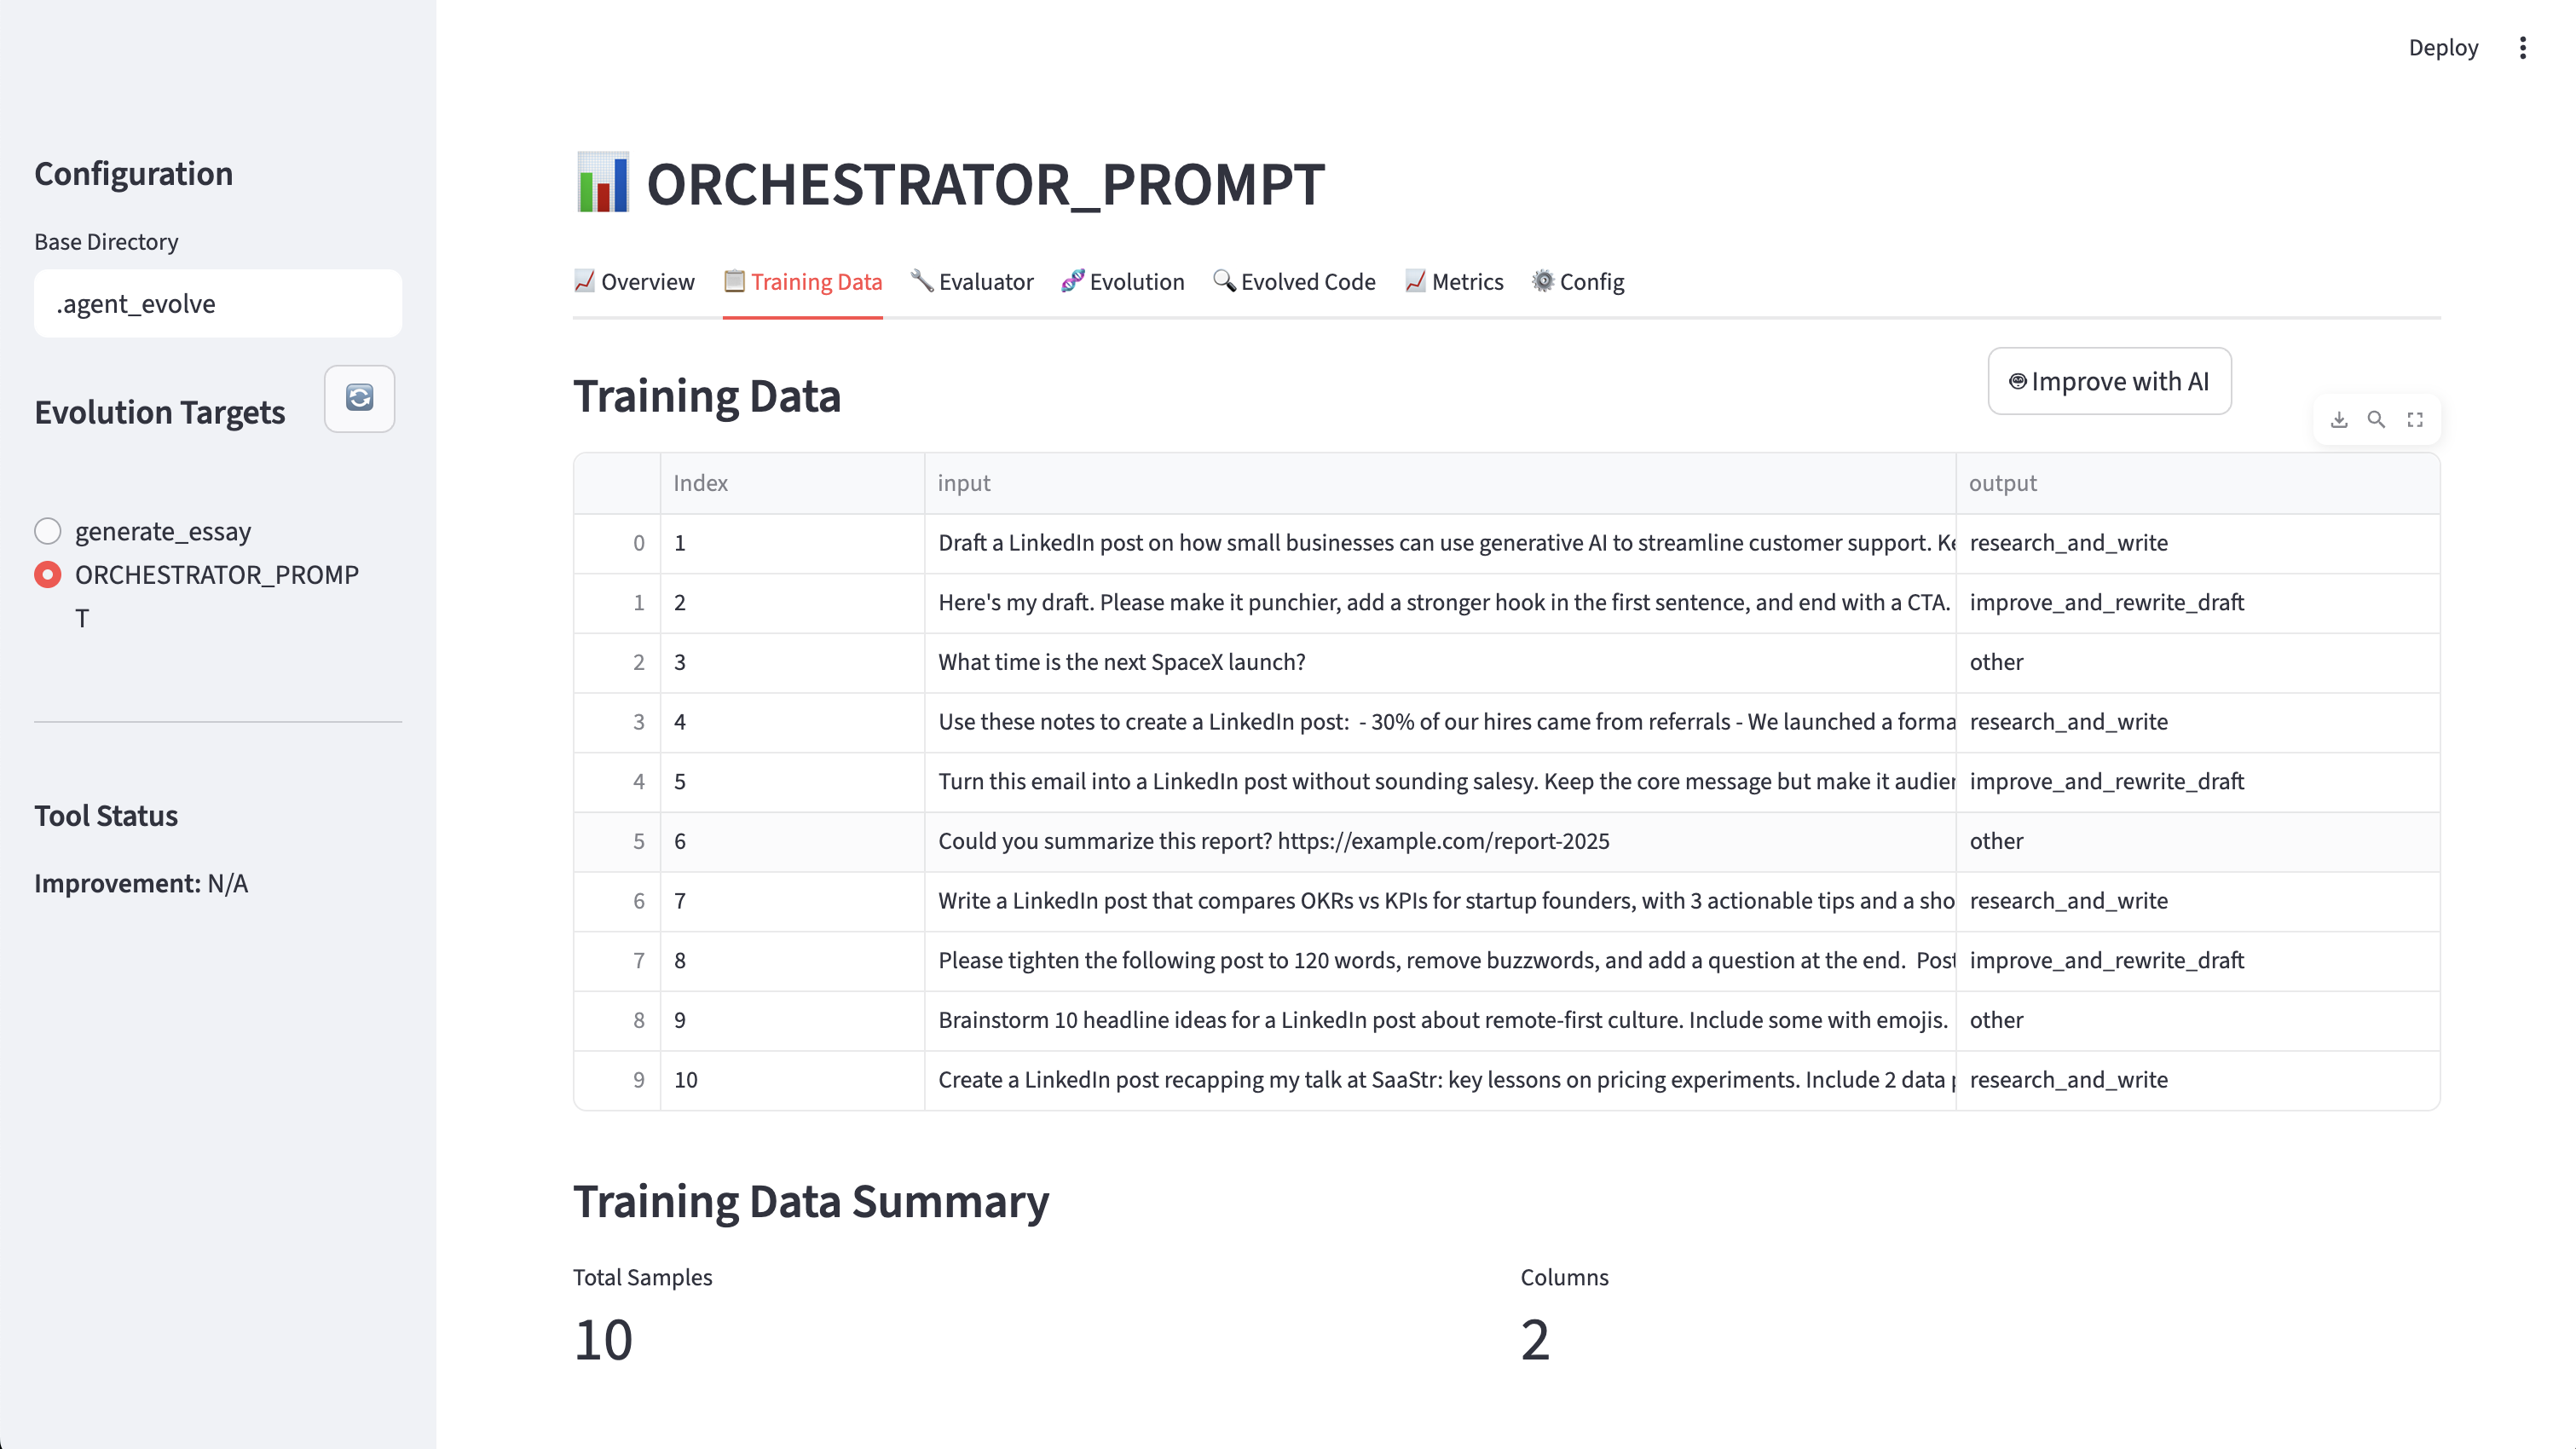 Deploy
Configuration
Base Directory
.agent_evolve
Evolution Targets
generate_essay
ORCHESTRATOR_PROMP
T
Tool Status
Improvement: N/A
ORCHESTRATOR_PROMPT
Overview Training Data Evaluator Evolution Evolved Code Metrics Config
Training Data
Improve with AI
Index input output
0 1 Draft a LinkedIn post on how small businesses can use generative AI to streamline customer support. Ke research_and_write
1 2 Here's my draft. Please make it punchier, add a stronger hook in the first sentence, and end with a CTA. improve_and_rewrite_draft
2 3 What time is the next SpaceX launch? other
3 4 Use these notes to create a LinkedIn post: - 30% of our hires came from referrals - We launched a forma research_and_write
4 5 Turn this email into a LinkedIn post without sounding salesy. Keep the core message but make it audien improve_and_rewrite_draft
5 6 Could you summarize this report? https://example.com/report-2025 other
6 7 Write a LinkedIn post that compares OKRs vs KPIs for startup founders, with 3 actionable tips and a sho research_and_write
7 8 Please tighten the following post to 120 words, remove buzzwords, and add a question at the end. Post improve_and_rewrite_draft
8 9 Brainstorm 10 headline ideas for a LinkedIn post about remote-first culture. Include some with emojis. other
9 10 Create a LinkedIn post recapping my talk at SaaStr: key lessons on pricing experiments. Include 2 data p research_and_write
Training Data Summary
Total Samples Columns
10 2